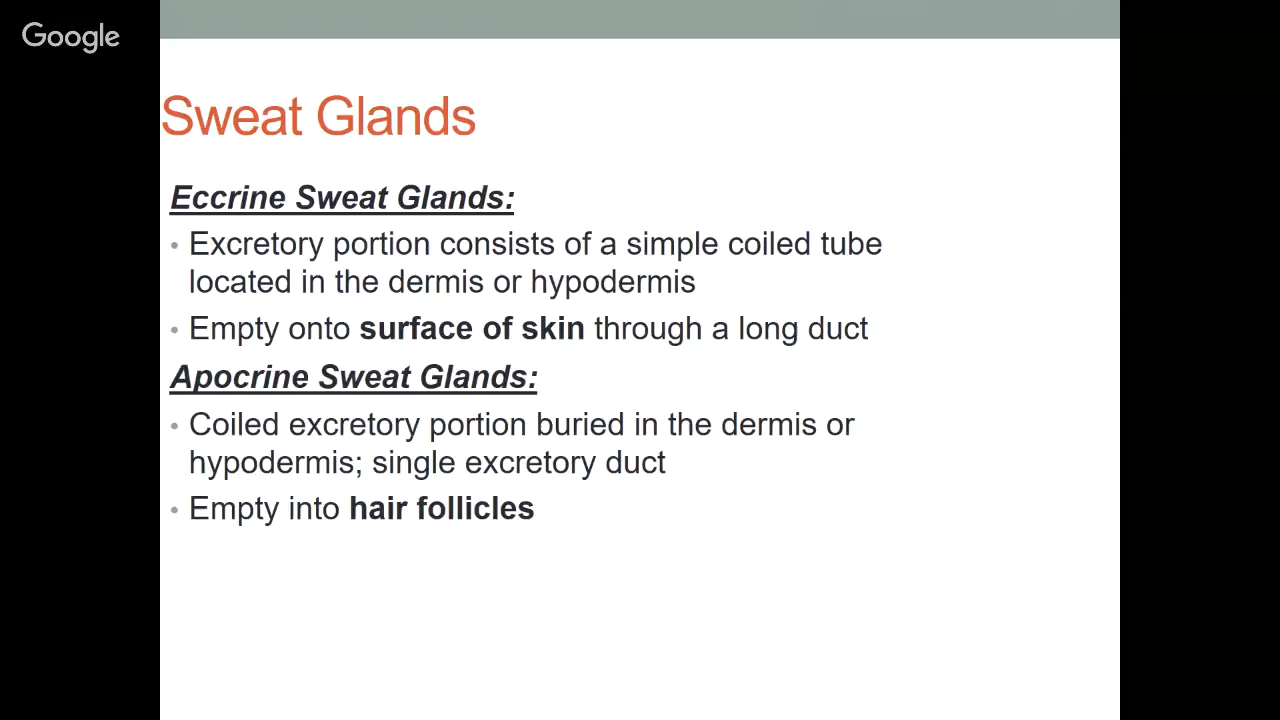 Google
Sweat Glands
Eccrine Sweat Glands:
• Excretory portion consists of a simple coiled tube
located in the dermis or hypodermis
• Empty onto surface of skin through a long duct
Apocrine Sweat Glands:
• Coiled excretory portion buried in the dermis or
hypodermis; single excretory duct
• Empty into hair follicles